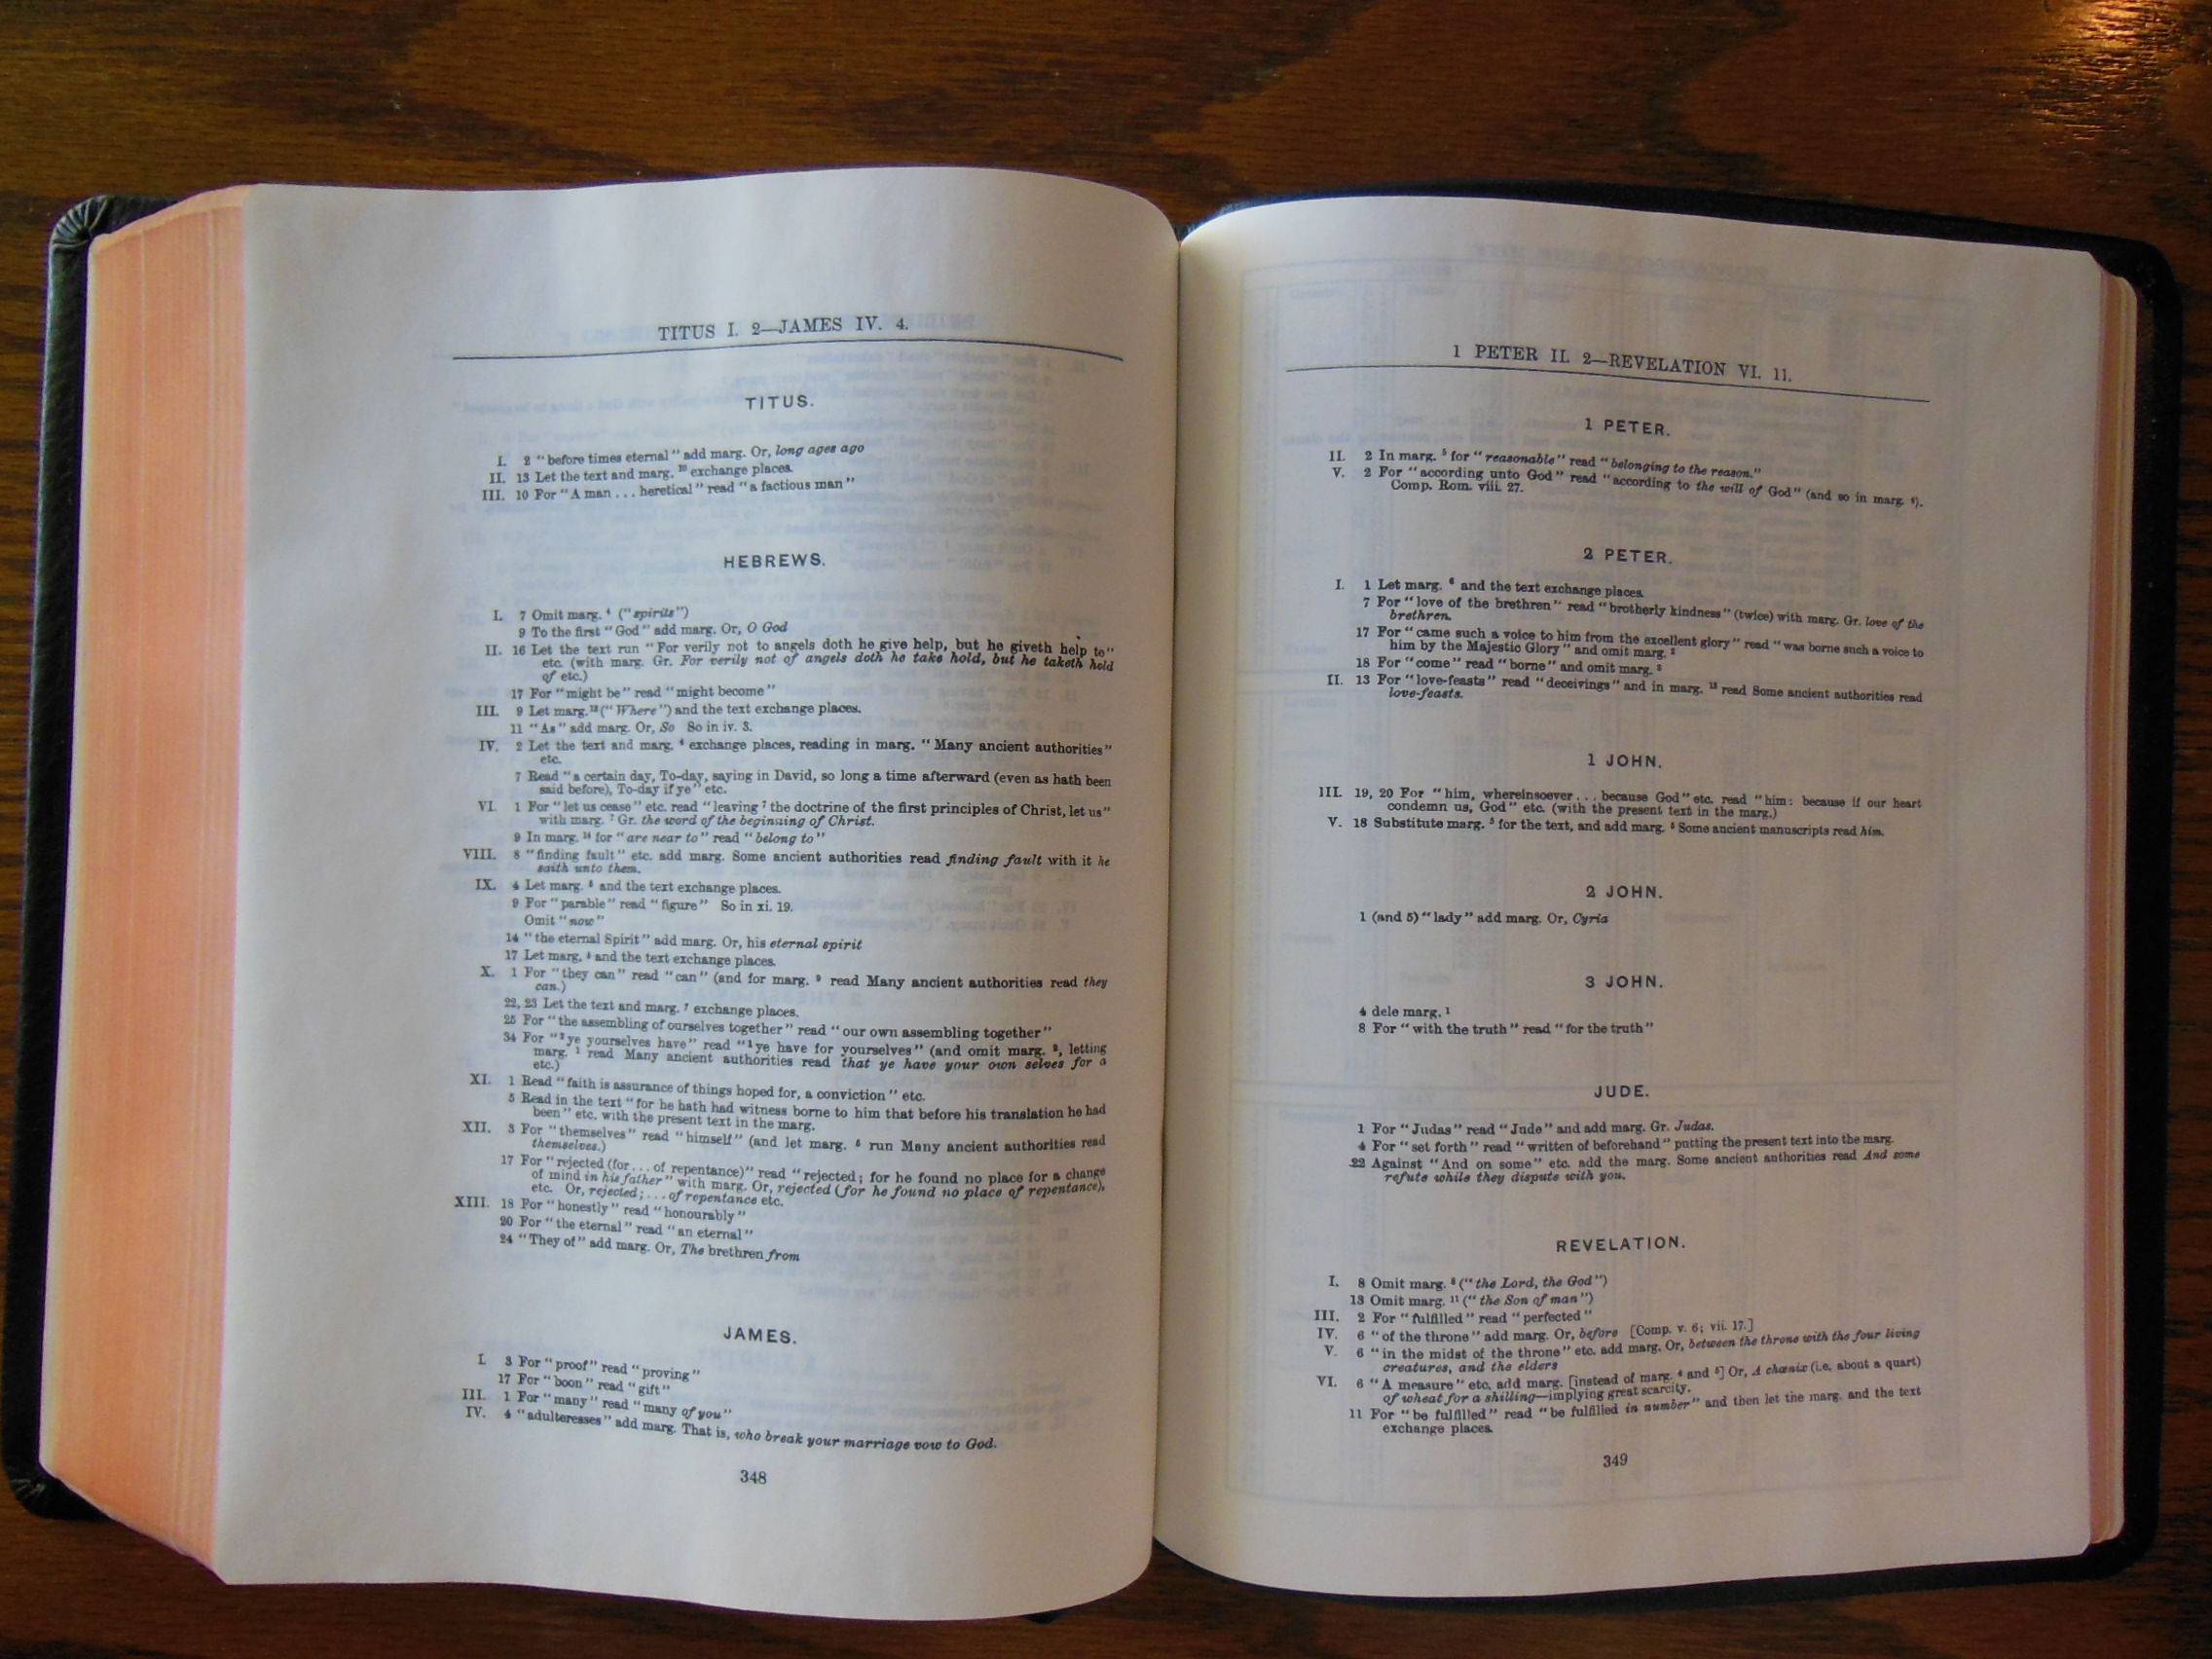 TITUS I. 2—JAMES IV. 4.
TITUS.
I. 2 “before times eternal” add marg. Or, long ages ago
II. 13 Let the text and marg. 10 exchange places.
III. 10 For “A man . . . heretical” read “a factious man”
HEBREWS.
I. 7 Omit marg. 4 (“spirits”)
9 To the first “God” add marg. Or, O God
II. 16 Let the text run “For verily not to angels doth he give help, but he giveth help to”
etc. (with marg. Gr. For verily not of angels doth he take hold, but he taketh hold
of etc.)
17 For “might be” read “might become”
III. 9 Let marg. 12 (“Where”) and the text exchange places.
11 “As” add marg. Or, So So in iv. 3.
IV. 2 Let the text and marg. 4 exchange places, reading in marg. “Many ancient authorities”
etc.
7 Read “a certain day, To-day, saying in David, so long a time afterward (even as hath been
said before), To-day if ye” etc.
VI. 1 For “let us cease” etc. read “leaving 7 the doctrine of the first principles of Christ, let us”
with marg. 7 Gr. the word of the beginning of Christ.
9 In marg. 14 for “are near to” read “belong to”
VIII. 8 “finding fault” etc. add marg. Some ancient authorities read finding fault with it he
saith unto them.
IX. 4 Let marg. and the text exchange places.
9 For “parable” read “figure” So in xi. 19.
Omit “now”
14 “the eternal Spirit” add marg. Or, his eternal spirit
17 Let marg. and the text exchange places.
X. 1 For “they can” read “can” (and for marg. 9 read Many ancient authorities read they
can.)
22, 23 Let the text and marg. 7 exchange places.
25 For “the assembling of ourselves together” read “our own assembling together”
34 For “2ye yourselves have” read “1ye have for yourselves” (and omit marg. 2, letting
marg. 1 read Many ancient authorities read that ye have your own selves for a
etc.)
XI. 1 Read “faith is assurance of things hoped for, a conviction” etc.
5 Read in the text “for he hath had witness borne to him that before his translation he had
been” etc. with the present text in the marg.
XII. 3 For “themselves” read “himself” (and let marg. 6 run Many ancient authorities read
themselves.)
17 For “rejected (for . . . of repentance)” read “rejected; for he found no place for a change
of mind in his father” with marg. Or, rejected (for he found no place of repentance),
etc. Or, rejected; . . . of repentance etc.
XIII. 18 For “honestly” read “honourably”
20 For “the eternal” read “an eternal”
24 “They of” add marg. Or, The brethren from
JAMES.
I. 3 For “proof” read “proving”
17 For “boon” read “gift”
III. 1 For “many” read “many of you”
IV. 4 “adulteresses” add marg. That is, who break your marriage vow to God.
348
1 PETER II. 2—REVELATION VI. 11.
1 PETER.
II. 2 In marg. 5 for “reasonable” read “belonging to the reason.”
V. 2 For “according unto God” read “according to the will of God” (and so in marg. 4).
Comp. Rom. viii. 27.
2 PETER.
I. 1 Let marg. 6 and the text exchange places.
7 For “love of the brethren” read “brotherly kindness” (twice) with marg. Gr. love of the
brethren.
17 For “came such a voice to him from the excellent glory” read “was borne such a voice to
him by the Majestic Glory” and omit marg. 2
18 For “come” read “borne” and omit marg. 3
II. 13 For “love-feasts” read “deceivings” and in marg. 13 read Some ancient authorities read
love-feasts.
1 JOHN.
III. 19, 20 For “him, whereinsoever . . . because God” etc. read “him: because if our heart
condemn us, God” etc. (with the present text in the marg.)
V. 18 Substitute marg. 5 for the text, and add marg. 5 Some ancient manuscripts read him.
2 JOHN.
1 (and 5) “lady” add marg. Or, Cyria
3 JOHN.
4 dele marg. 1
8 For “with the truth” read “for the truth”
JUDE.
1 For “Judas” read “Jude” and add marg. Gr. Judas.
4 For “set forth” read “written of beforehand” putting the present text into the marg.
22 Against “And on some” etc. add the marg. Some ancient authorities read And some
refute while they dispute with you.
REVELATION.
I. 8 Omit marg. 8 (“the Lord, the God”)
13 Omit marg. 11 (“the Son of man”)
III. 2 For “fulfilled” read “perfected”
IV. 6 “of the throne” add marg. Or, before [Comp. v. 6; vii. 17.]
V. 6 “in the midst of the throne” etc. add marg. Or, between the throne with the four living
creatures, and the elders
VI. 6 “A measure” etc. add marg. [instead of marg. 4 and 5] Or, A chœnix (i.e. about a quart)
of wheat for a shilling—implying great scarcity.
11 For “be fulfilled” read “be fulfilled in number” and then let the marg. and the text
exchange places.
349